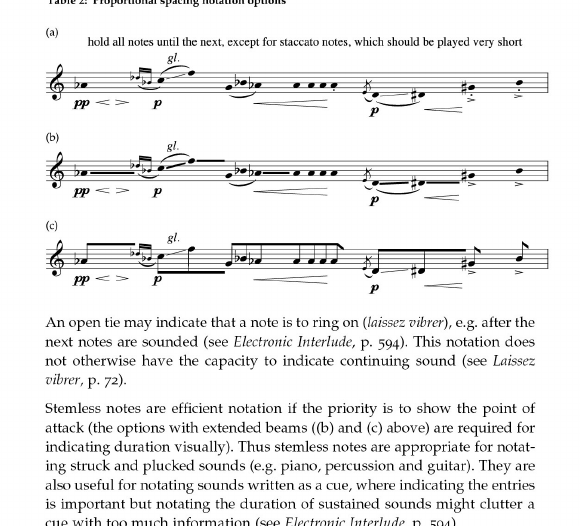 Table 2: Proportional spacing notation options
(a)
hold all notes until the next, except for staccato notes, which should be played very short
gl.
pp p p
(b)
gl.
pp p p
(c)
gl.
pp p p
An open tie may indicate that a note is to ring on (laissez vibrer), e.g. after the
next notes are sounded (see Electronic Interlude, p. 594). This notation does
not otherwise have the capacity to indicate continuing sound (see Laissez
vibrer, p. 72).
Stemless notes are efficient notation if the priority is to show the point of
attack (the options with extended beams ((b) and (c) above) are required for
indicating duration visually). Thus stemless notes are appropriate for notat-
ing struck and plucked sounds (e.g. piano, percussion and guitar). They are
also useful for notating sounds written as a cue, where indicating the entries
is important but notating the duration of sustained sounds might clutter a
cue with too much information (see Electronic Interlude, p. 594).